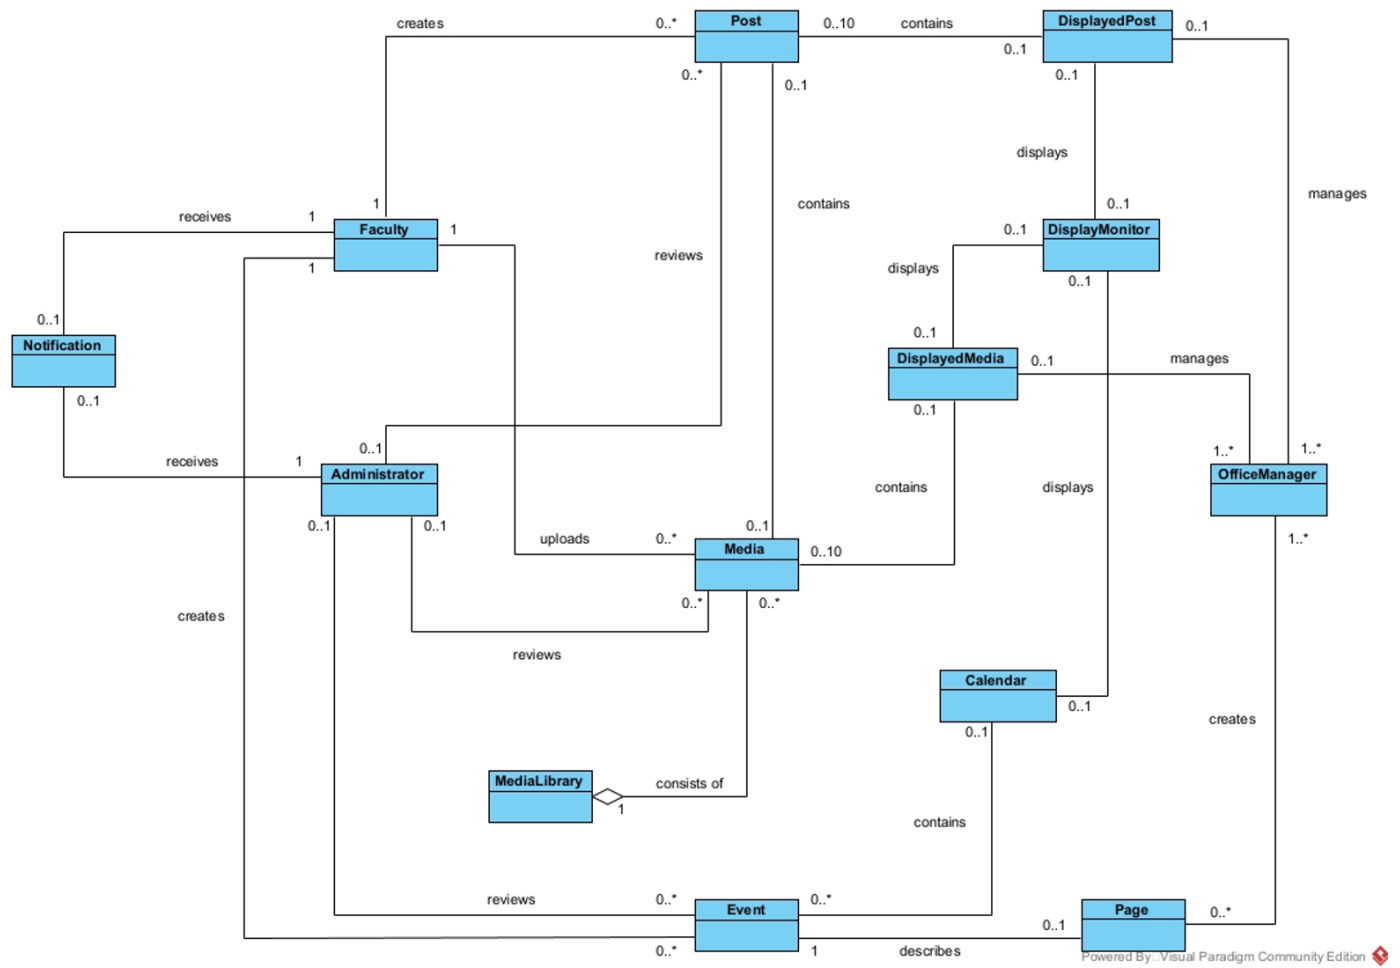 creates
0..*
Post
0..10
contains
DisplayedPost
0..1
0..1
0..*
0..1
0..1
displays
manages
contains
1
receives
1
Faculty
1
0..1
0..1
DisplayMonitor
reviews
displays
1
0..1
0..1
0..1
Notification
DisplayedMedia
0..1
manages
0..1
0..1
0..1
1..*
1..*
receives
1
Administrator
OfficeManager
contains
displays
0..1
0..1
0..1
uploads
0..*
Media
0..10
1..*
0..*
0..*
creates
reviews
Calendar
0..1
0..1
creates
MediaLibrary
consists of
1
contains
reviews
0..*
Event
0..*
Page
0..*
0..1
0..*
1
describes
Powered By Visual Paradigm Community Edition